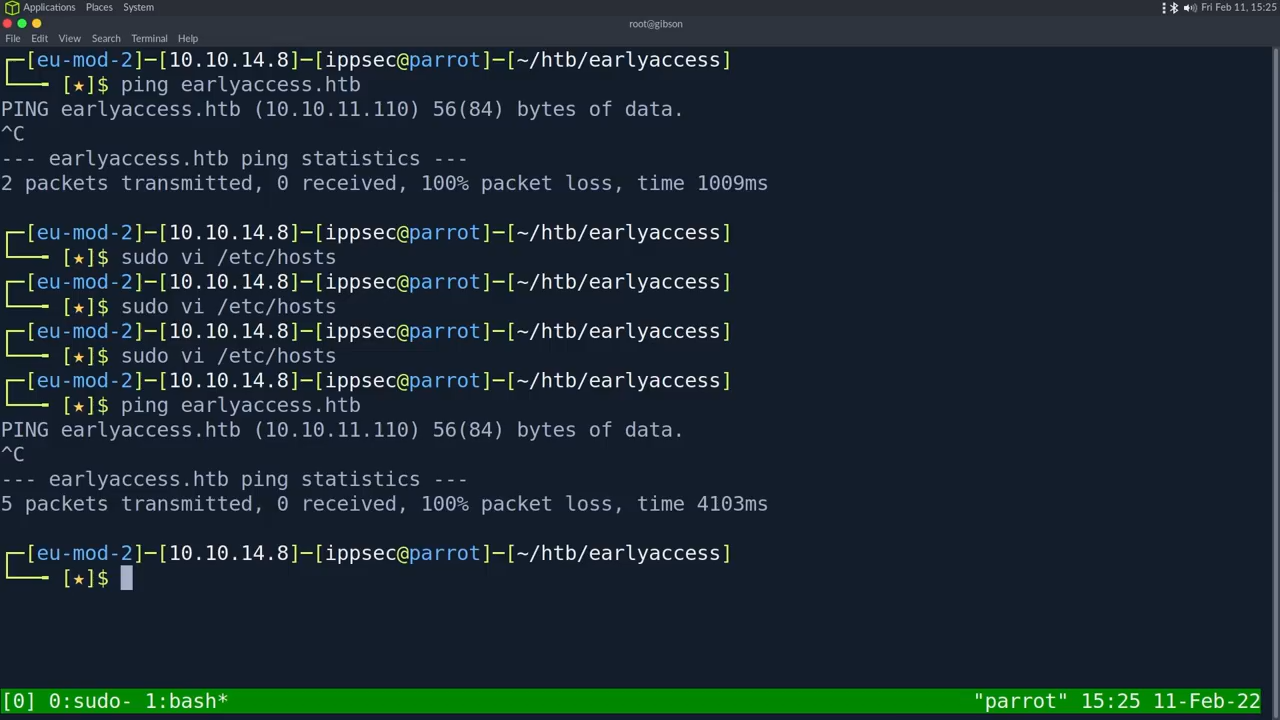 Applications Places System Fri Feb 11, 15:25
root@gibson
File Edit View Search Terminal Help
┌─[eu-mod-2]─[10.10.14.8]─[ippsec@parrot]─[~/htb/earlyaccess]
└──╼ [★]$ ping earlyaccess.htb
PING earlyaccess.htb (10.10.11.110) 56(84) bytes of data.
^C
--- earlyaccess.htb ping statistics ---
2 packets transmitted, 0 received, 100% packet loss, time 1009ms
┌─[eu-mod-2]─[10.10.14.8]─[ippsec@parrot]─[~/htb/earlyaccess]
└──╼ [★]$ sudo vi /etc/hosts
┌─[eu-mod-2]─[10.10.14.8]─[ippsec@parrot]─[~/htb/earlyaccess]
└──╼ [★]$ sudo vi /etc/hosts
┌─[eu-mod-2]─[10.10.14.8]─[ippsec@parrot]─[~/htb/earlyaccess]
└──╼ [★]$ sudo vi /etc/hosts
┌─[eu-mod-2]─[10.10.14.8]─[ippsec@parrot]─[~/htb/earlyaccess]
└──╼ [★]$ ping earlyaccess.htb
PING earlyaccess.htb (10.10.11.110) 56(84) bytes of data.
^C
--- earlyaccess.htb ping statistics ---
5 packets transmitted, 0 received, 100% packet loss, time 4103ms
┌─[eu-mod-2]─[10.10.14.8]─[ippsec@parrot]─[~/htb/earlyaccess]
└──╼ [★]$
[0] 0:sudo- 1:bash* "parrot" 15:25 11-Feb-22